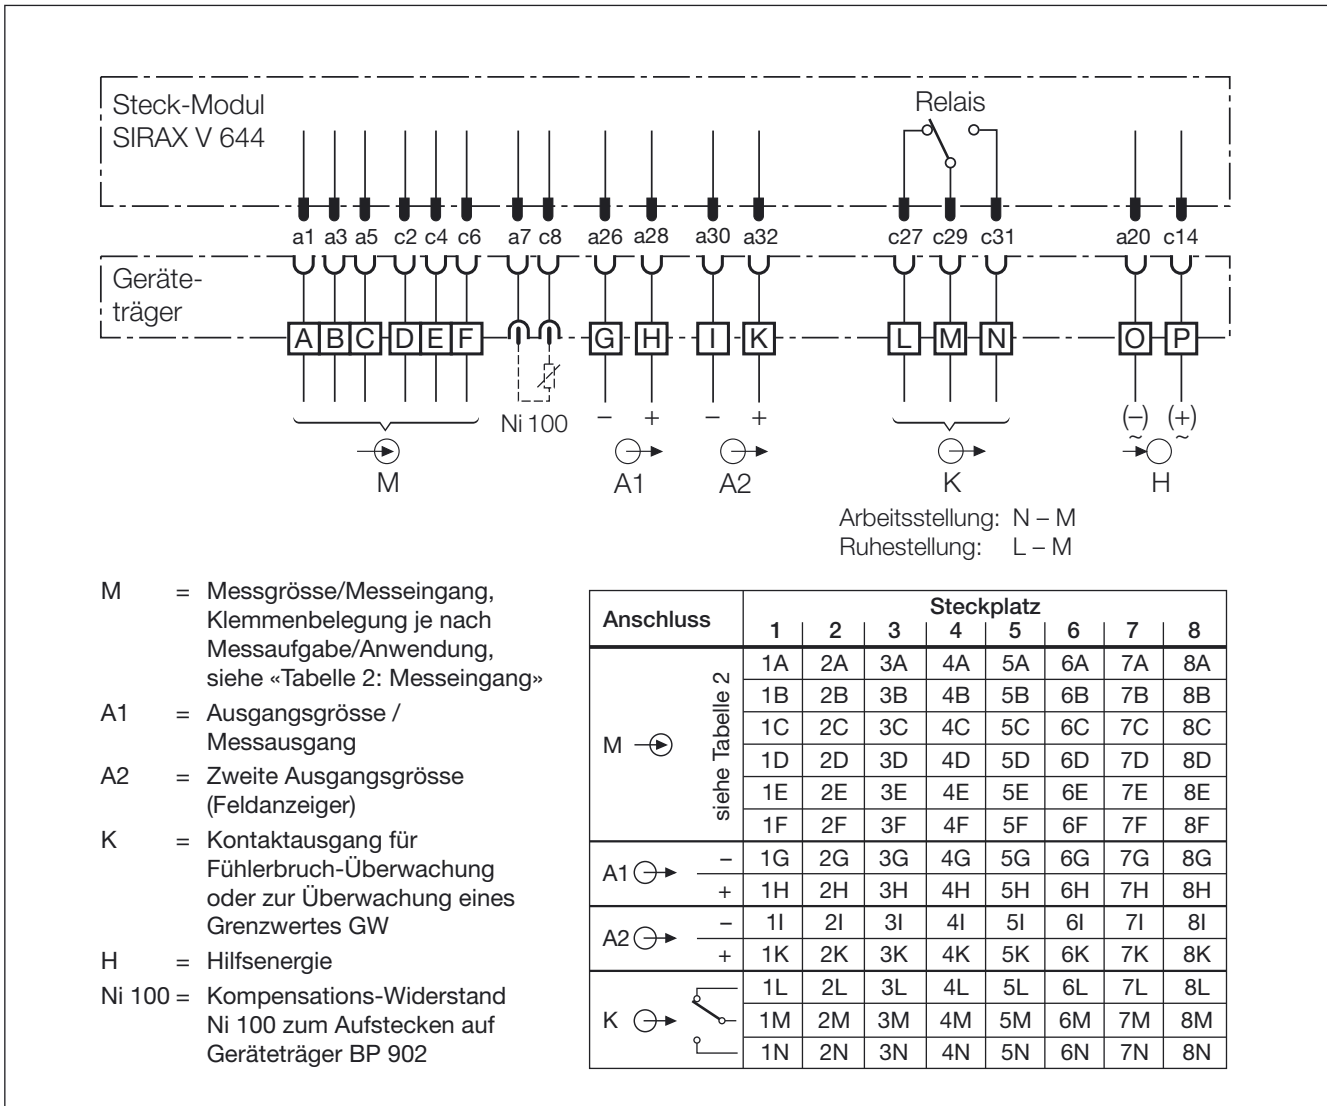 Steck-Modul
SIRAX V 644
Relais
a1 a3 a5 c2 c4 c6 a7 c8 a26 a28 a30 a32 c27 c29 c31 a20 c14
Geräte-
träger
A B C D E F G H I K L M N O P
Ni 100
– + – + (–) (+)
~ ~
M A1 A2 K H
Arbeitsstellung: N – M
Ruhestellung: L – M
M = Messgrösse/Messeingang,
Klemmenbelegung je nach
Messaufgabe/Anwendung,
siehe «Tabelle 2: Messeingang»
A1 = Ausgangsgrösse /
Messausgang
A2 = Zweite Ausgangsgrösse
(Feldanzeiger)
K = Kontaktausgang für
Fühlerbruch-Überwachung
oder zur Überwachung eines
Grenzwertes GW
H = Hilfsenergie
Ni 100 = Kompensations-Widerstand
Ni 100 zum Aufstecken auf
Geräteträger BP 902
Anschluss Steckplatz
1 2 3 4 5 6 7 8
M siehe Tabelle 2
1A 2A 3A 4A 5A 6A 7A 8A
1B 2B 3B 4B 5B 6B 7B 8B
1C 2C 3C 4C 5C 6C 7C 8C
1D 2D 3D 4D 5D 6D 7D 8D
1E 2E 3E 4E 5E 6E 7E 8E
1F 2F 3F 4F 5F 6F 7F 8F
A1 – 1G 2G 3G 4G 5G 6G 7G 8G
+ 1H 2H 3H 4H 5H 6H 7H 8H
A2 – 1I 2I 3I 4I 5I 6I 7I 8I
+ 1K 2K 3K 4K 5K 6K 7K 8K
K 1L 2L 3L 4L 5L 6L 7L 8L
1M 2M 3M 4M 5M 6M 7M 8M
1N 2N 3N 4N 5N 6N 7N 8N